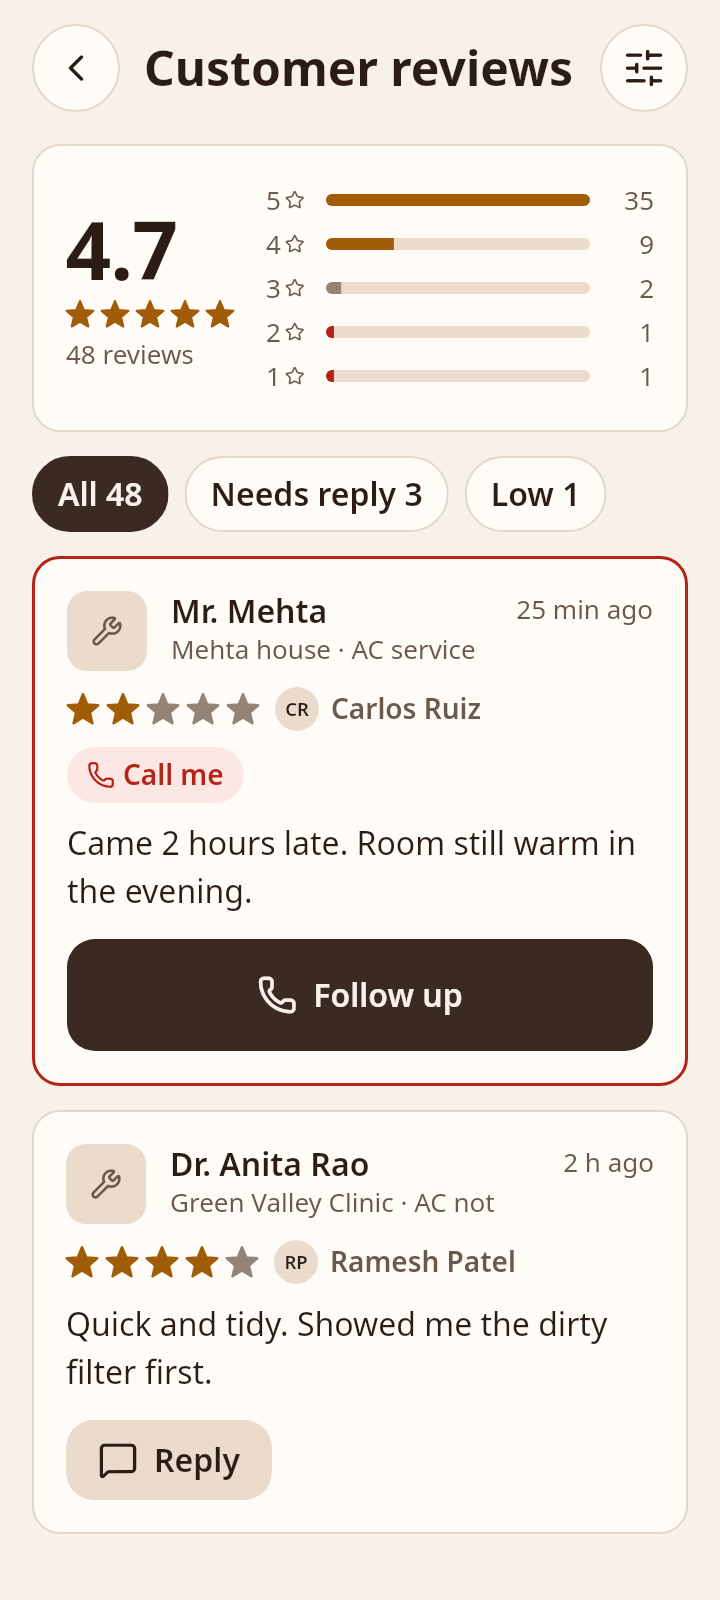 Customer reviews
4.7
48 reviews
5 35
4 9
3 2
2 1
1 1
All 48
Needs reply 3
Low 1
Mr. Mehta
25 min ago
Mehta house · AC service
CR Carlos Ruiz
Call me
Came 2 hours late. Room still warm in
the evening.
Follow up
Dr. Anita Rao
2 h ago
Green Valley Clinic · AC not
RP Ramesh Patel
Quick and tidy. Showed me the dirty
filter first.
Reply